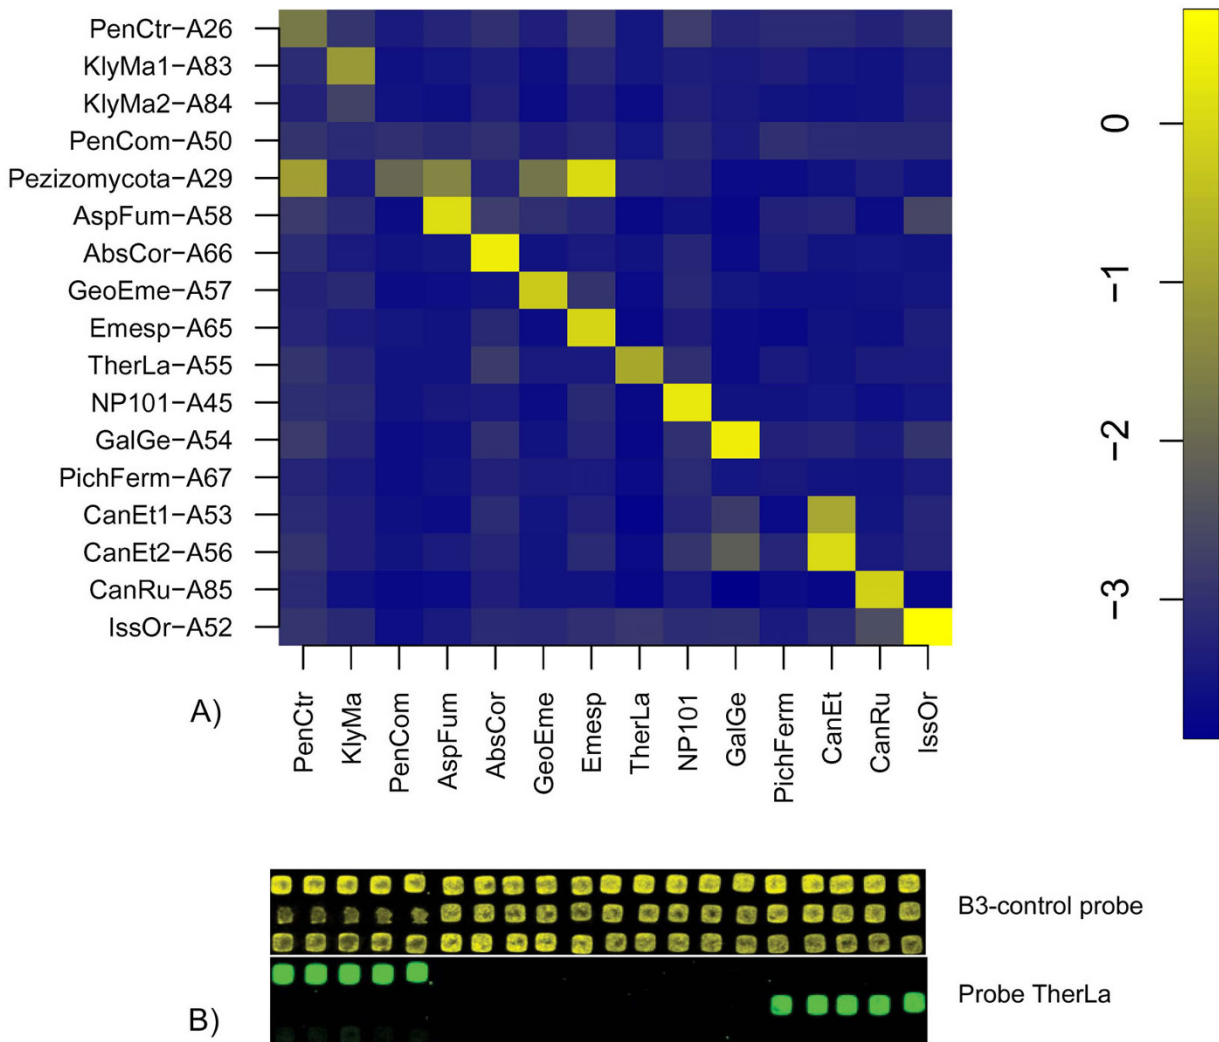 PenCtr-A26
KlyMa1-A83
KlyMa2-A84
PenCom-A50
Pezizomycota-A29
AspFum-A58
AbsCor-A66
GeoEme-A57
Emesp-A65
TherLa-A55
NP101-A45
GalGe-A54
PichFerm-A67
CanEt1-A53
CanEt2-A56
CanRu-A85
IssOr-A52
0
−1
−2
−3
A)
PenCtr
KlyMa
PenCom
AspFum
AbsCor
GeoEme
Emesp
TherLa
NP101
GalGe
PichFerm
CanEt
CanRu
IssOr
B3-control probe
Probe TherLa
B)